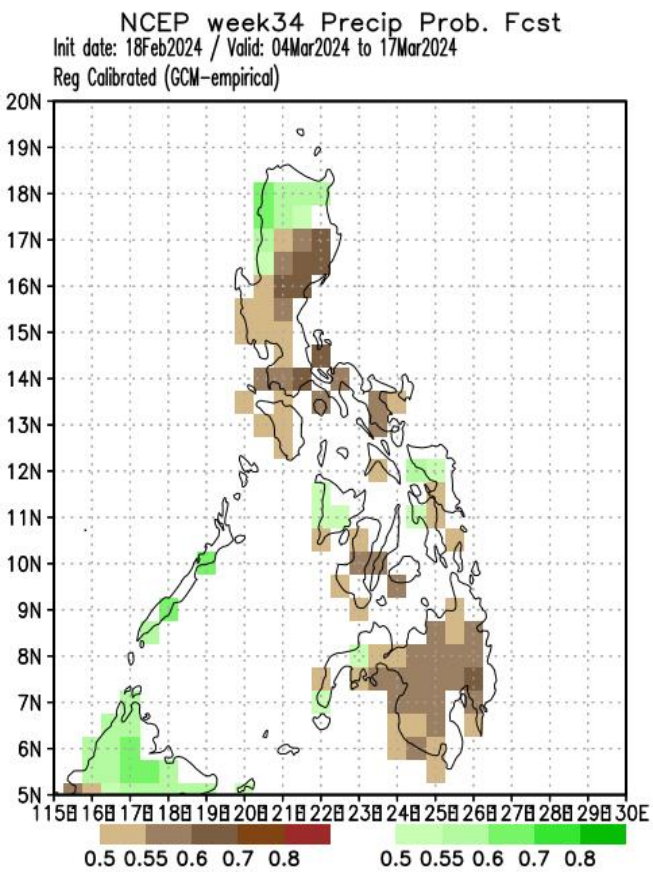 NCEP week34 Precip Prob. Fcst
Init date: 18Feb2024 / Valid: 04Mar2024 to 17Mar2024
Reg Calibrated (GCM-empirical)
20N
19N
18N
17N
16N
15N
14N
13N
12N
11N
10N
9N
8N
7N
6N
5N
115E 116E 117E 118E 119E 120E 121E 122E 123E 124E 125E 126E 127E 128E 129E 130E
0.5 0.55 0.6 0.7 0.8 0.5 0.55 0.6 0.7 0.8